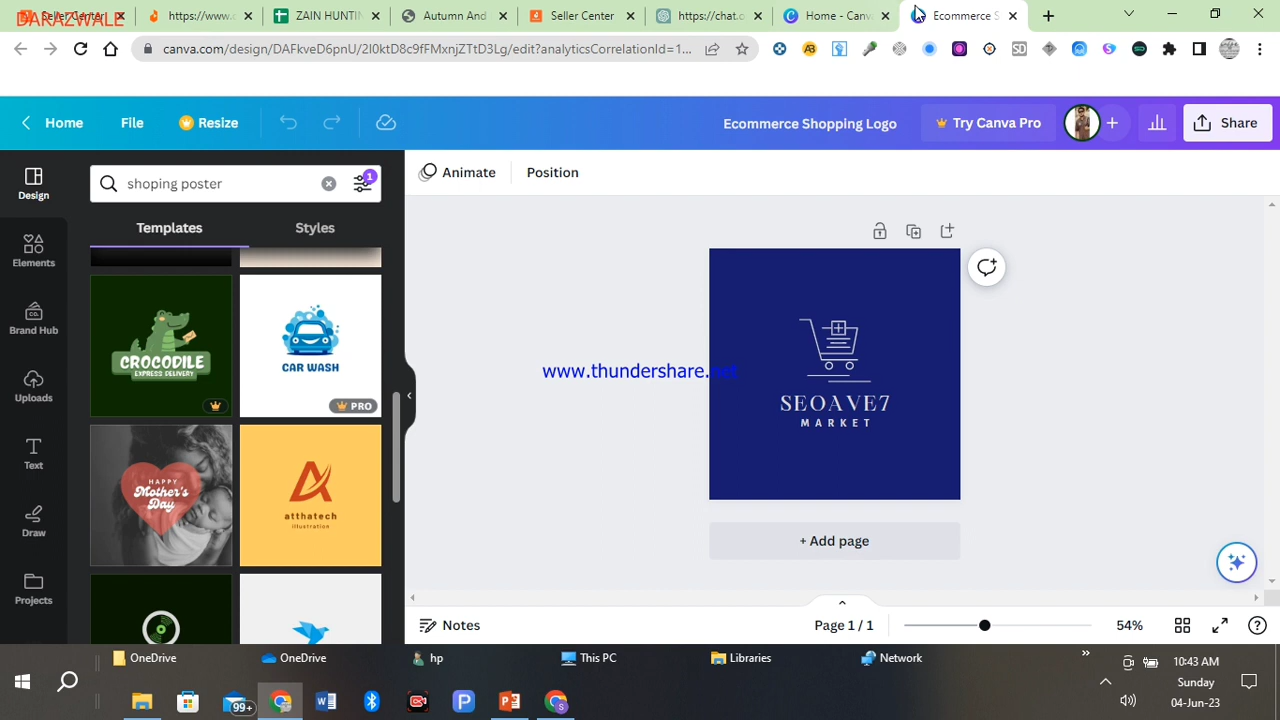 DARAZWALE
Seller Center
https://www.
ZAIN HUNTIN
Autumn And
Seller Center
https://chat.o
Home - Canv
Ecommerce S
canva.com/design/DAFkveD6pnU/2l0ktD8c9fFMxnjZTtD3Lg/edit?analyticsCorrelationId=1...
Home
File
Resize
Ecommerce Shopping Logo
Try Canva Pro
Share
Design
shoping poster
1
Animate
Position
Templates
Styles
Elements
Brand Hub
Uploads
Text
Draw
Projects
CROCODILE
EXPRESS DELIVERY
CAR WASH
PRO
HAPPY
Mother's
Day
atthatech
illustration
www.thundershare.net
SEOAVE7
MARKET
+ Add page
Notes
Page 1 / 1
54%
OneDrive
OneDrive
hp
This PC
Libraries
Network
99+
10:43 AM
Sunday
04-Jun-23